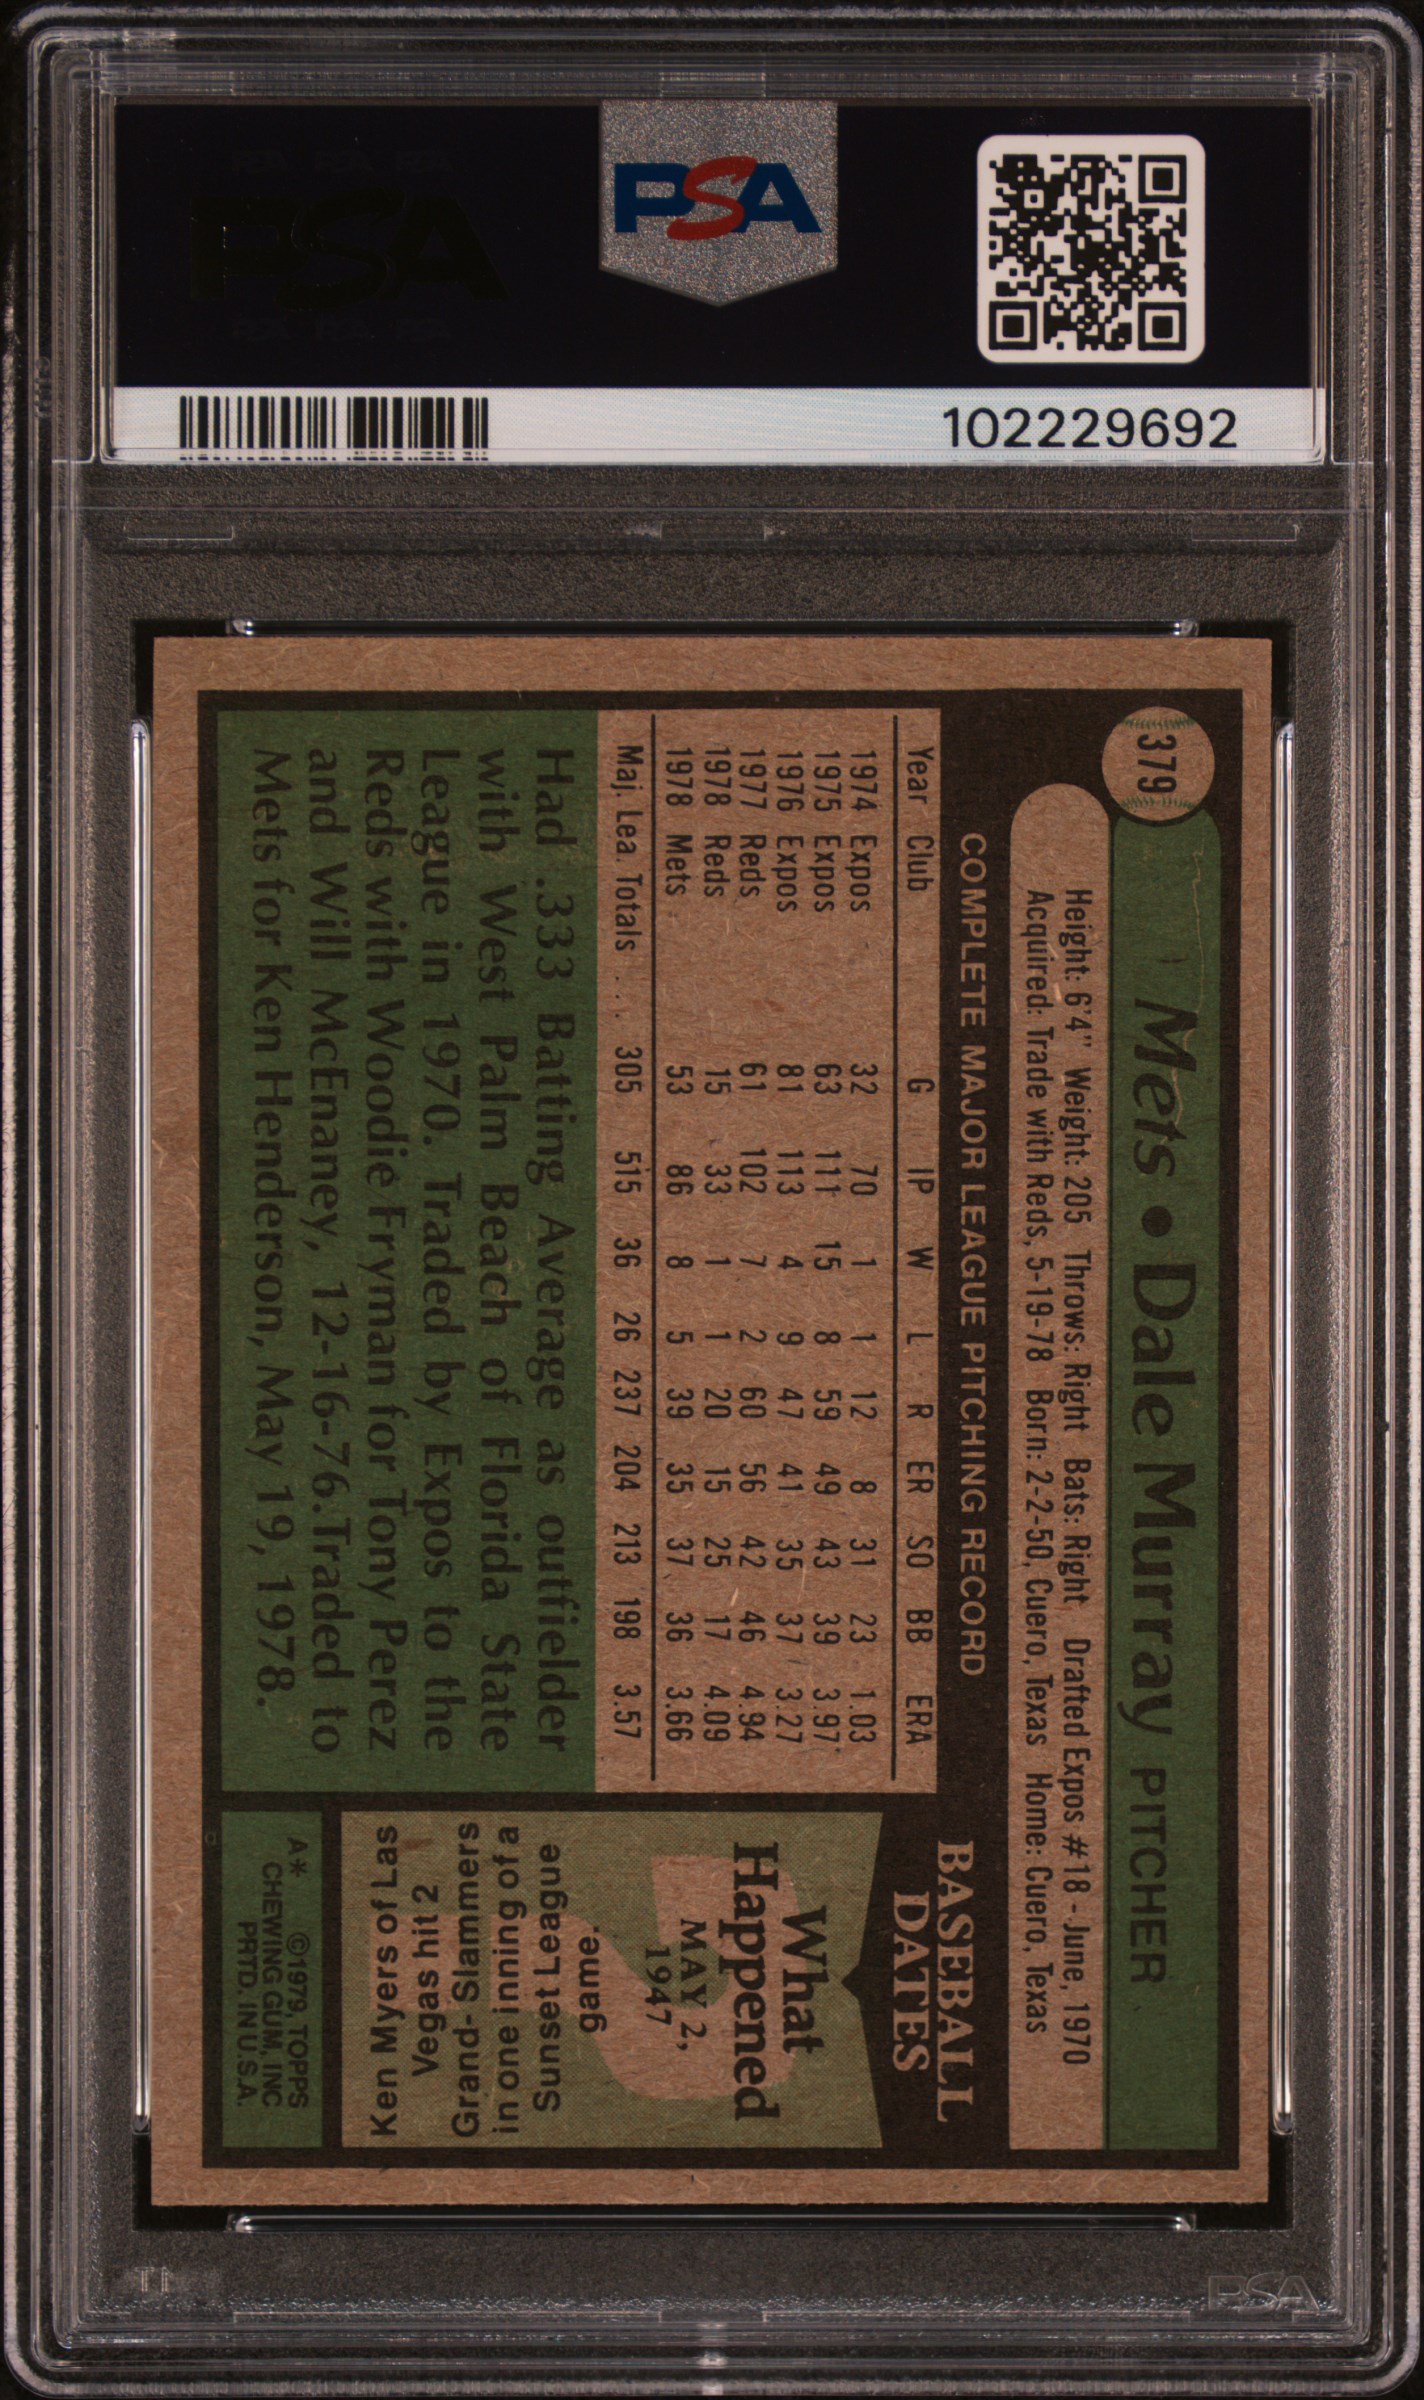 PSA
PSA
102229692
379
Mets • Dale Murray PITCHER
Height: 6'4" Weight: 205 Throws: Right Bats: Right Drafted Expos #18 - June, 1970
Acquired: Trade with Reds, 5-19-78 Born: 2-2-50, Cuero, Texas Home: Cuero, Texas
COMPLETE MAJOR LEAGUE PITCHING RECORD
Year Club G IP W L R ER SO BB ERA
1974 Expos 32 70 1 1 12 8 31 23 1.03
1975 Expos 63 111 15 8 59 49 43 39 3.97
1976 Expos 81 113 4 9 47 41 35 37 3.27
1977 Reds 61 102 7 2 60 56 42 46 4.94
1978 Reds 15 33 1 1 20 15 25 17 4.09
1978 Mets 53 86 8 5 39 35 37 36 3.66
Maj. Lea. Totals . . . 305 515 36 26 237 204 213 198 3.57
Had .333 Batting Average as outfielder
with West Palm Beach of Florida State
League in 1970. Traded by Expos to the
Reds with Woodie Fryman for Tony Perez
and Will McEnaney, 12-16-76. Traded to
Mets for Ken Henderson, May 19, 1978.
BASEBALL
DATES
What
Happened
MAY 2,
1947
?
Ken Myers of Las
Vegas hit 2
Grand-Slammers
in one inning of a
Sunset League
game.
A* ©1979, TOPPS
CHEWING GUM, INC
PRTD. IN U.S.A.
PSA